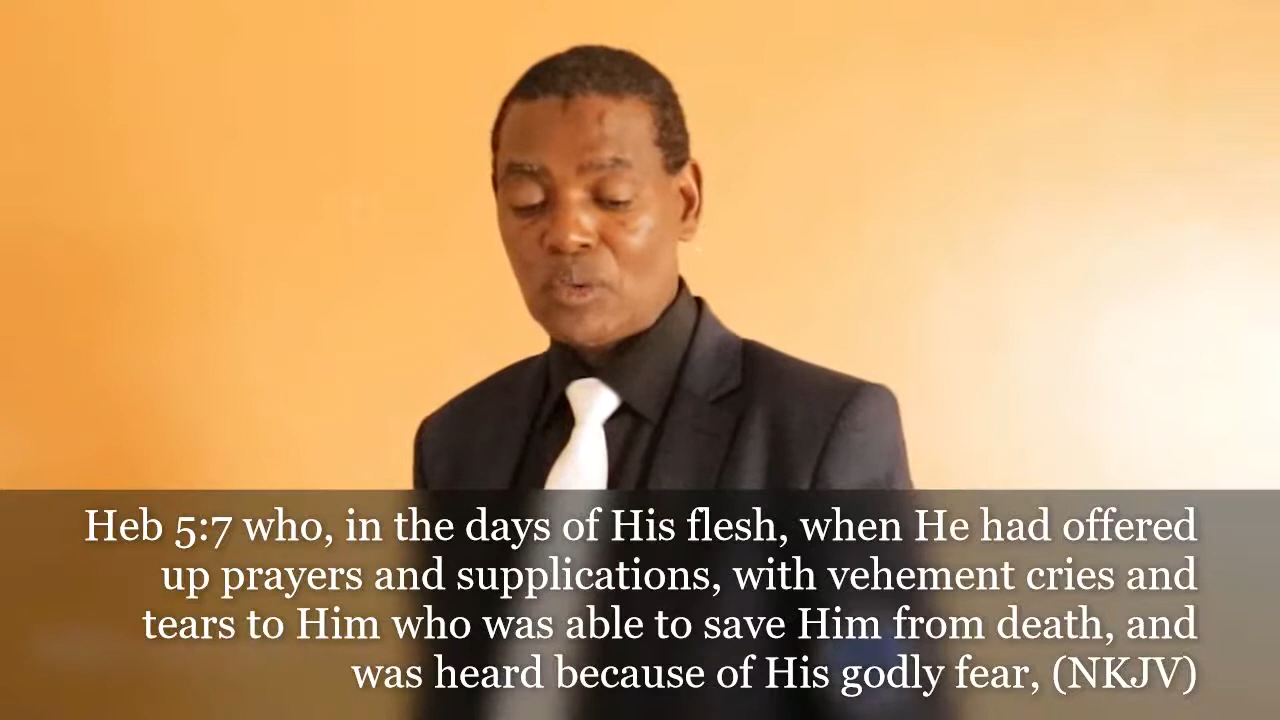 Heb 5:7 who, in the days of His flesh, when He had offered
up prayers and supplications, with vehement cries and
tears to Him who was able to save Him from death, and
was heard because of His godly fear, (NKJV)